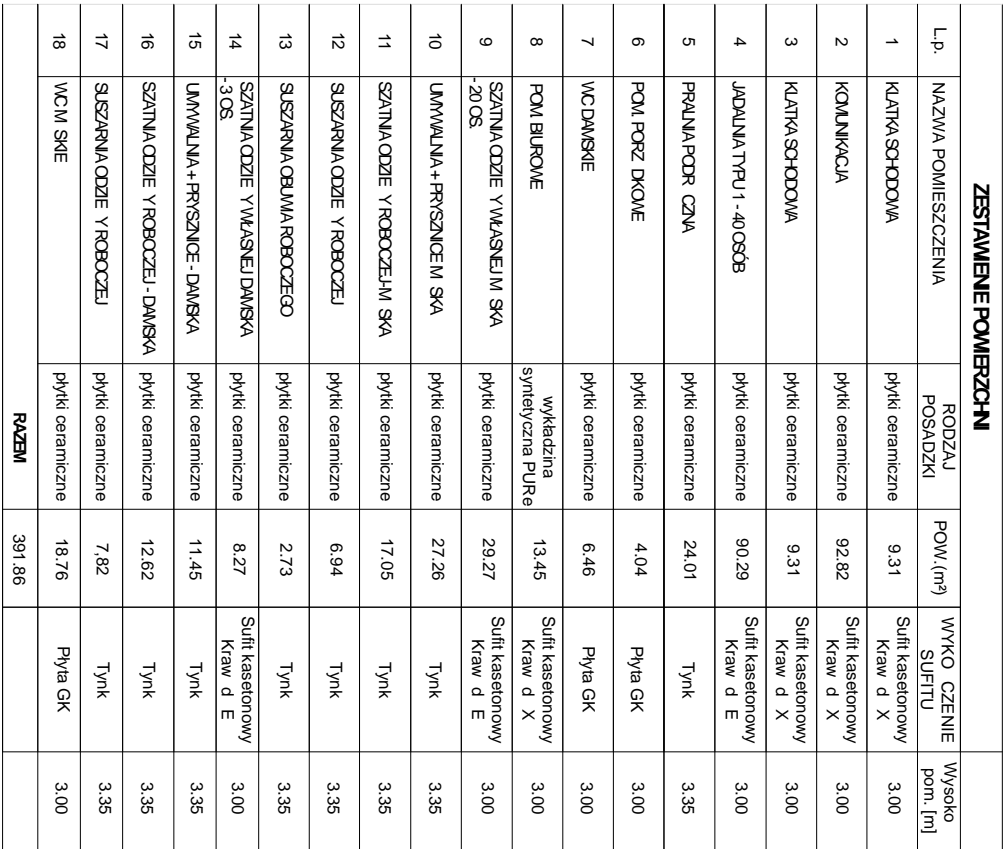 ZESTAWIENIE POWIERZCHNI
L.p. NAZWA POMIESZCZENIA RODZAJ POSADZKI POW.(m²) WYKO CZENIE SUFITU Wysoko pom. [m]
1 KLATKA SCHODOWA płytki ceramiczne 9.31 Sufit kasetonowy Kraw d X 3.00
2 KOMUNIKACJA płytki ceramiczne 92.82 Sufit kasetonowy Kraw d X 3.00
3 KLATKA SCHODOWA płytki ceramiczne 9.31 Sufit kasetonowy Kraw d X 3.00
4 JADALNIA TYPU 1 - 40 OSÓB płytki ceramiczne 90.29 Sufit kasetonowy Kraw d E 3.00
5 PRALNIA PODR CZNA płytki ceramiczne 24.01 Tynk 3.35
6 POM. PORZ DKOWE płytki ceramiczne 4.04 Płyta GK 3.00
7 WC DAMSKIE płytki ceramiczne 6.46 Płyta GK 3.00
8 POM. BIUROWE wykładzina syntetyczna PURe 13.45 Sufit kasetonowy Kraw d X 3.00
9 SZATNIA ODZIE Y WŁASNEJ M SKA - 20 OS. płytki ceramiczne 29.27 Sufit kasetonowy Kraw d E 3.00
10 UMYWALNIA + PRYSZNICE M SKA płytki ceramiczne 27.26 Tynk 3.35
11 SZATNIA ODZIE Y ROBOCZEJ-M SKA płytki ceramiczne 17.05 Tynk 3.35
12 SUSZARNIA ODZIE Y ROBOCZEJ płytki ceramiczne 6.94 Tynk 3.35
13 SUSZARNIA OBUWIA ROBOCZEGO płytki ceramiczne 2.73 Tynk 3.35
14 SZATNIA ODZIE Y WŁASNEJ DAMSKA - 3 OS. płytki ceramiczne 8.27 Sufit kasetonowy Kraw d E 3.00
15 UMYWALNIA + PRYSZNICE - DAMSKA płytki ceramiczne 11.45 Tynk 3.35
16 SZATNIA ODZIE Y ROBOCZEJ - DAMSKA płytki ceramiczne 12.62 Tynk 3.35
17 SUSZARNIA ODZIE Y ROBOCZEJ płytki ceramiczne 7,82 Tynk 3.35
18 WC M SKIE płytki ceramiczne 18.76 Płyta GK 3.00
RAZEM 391.86